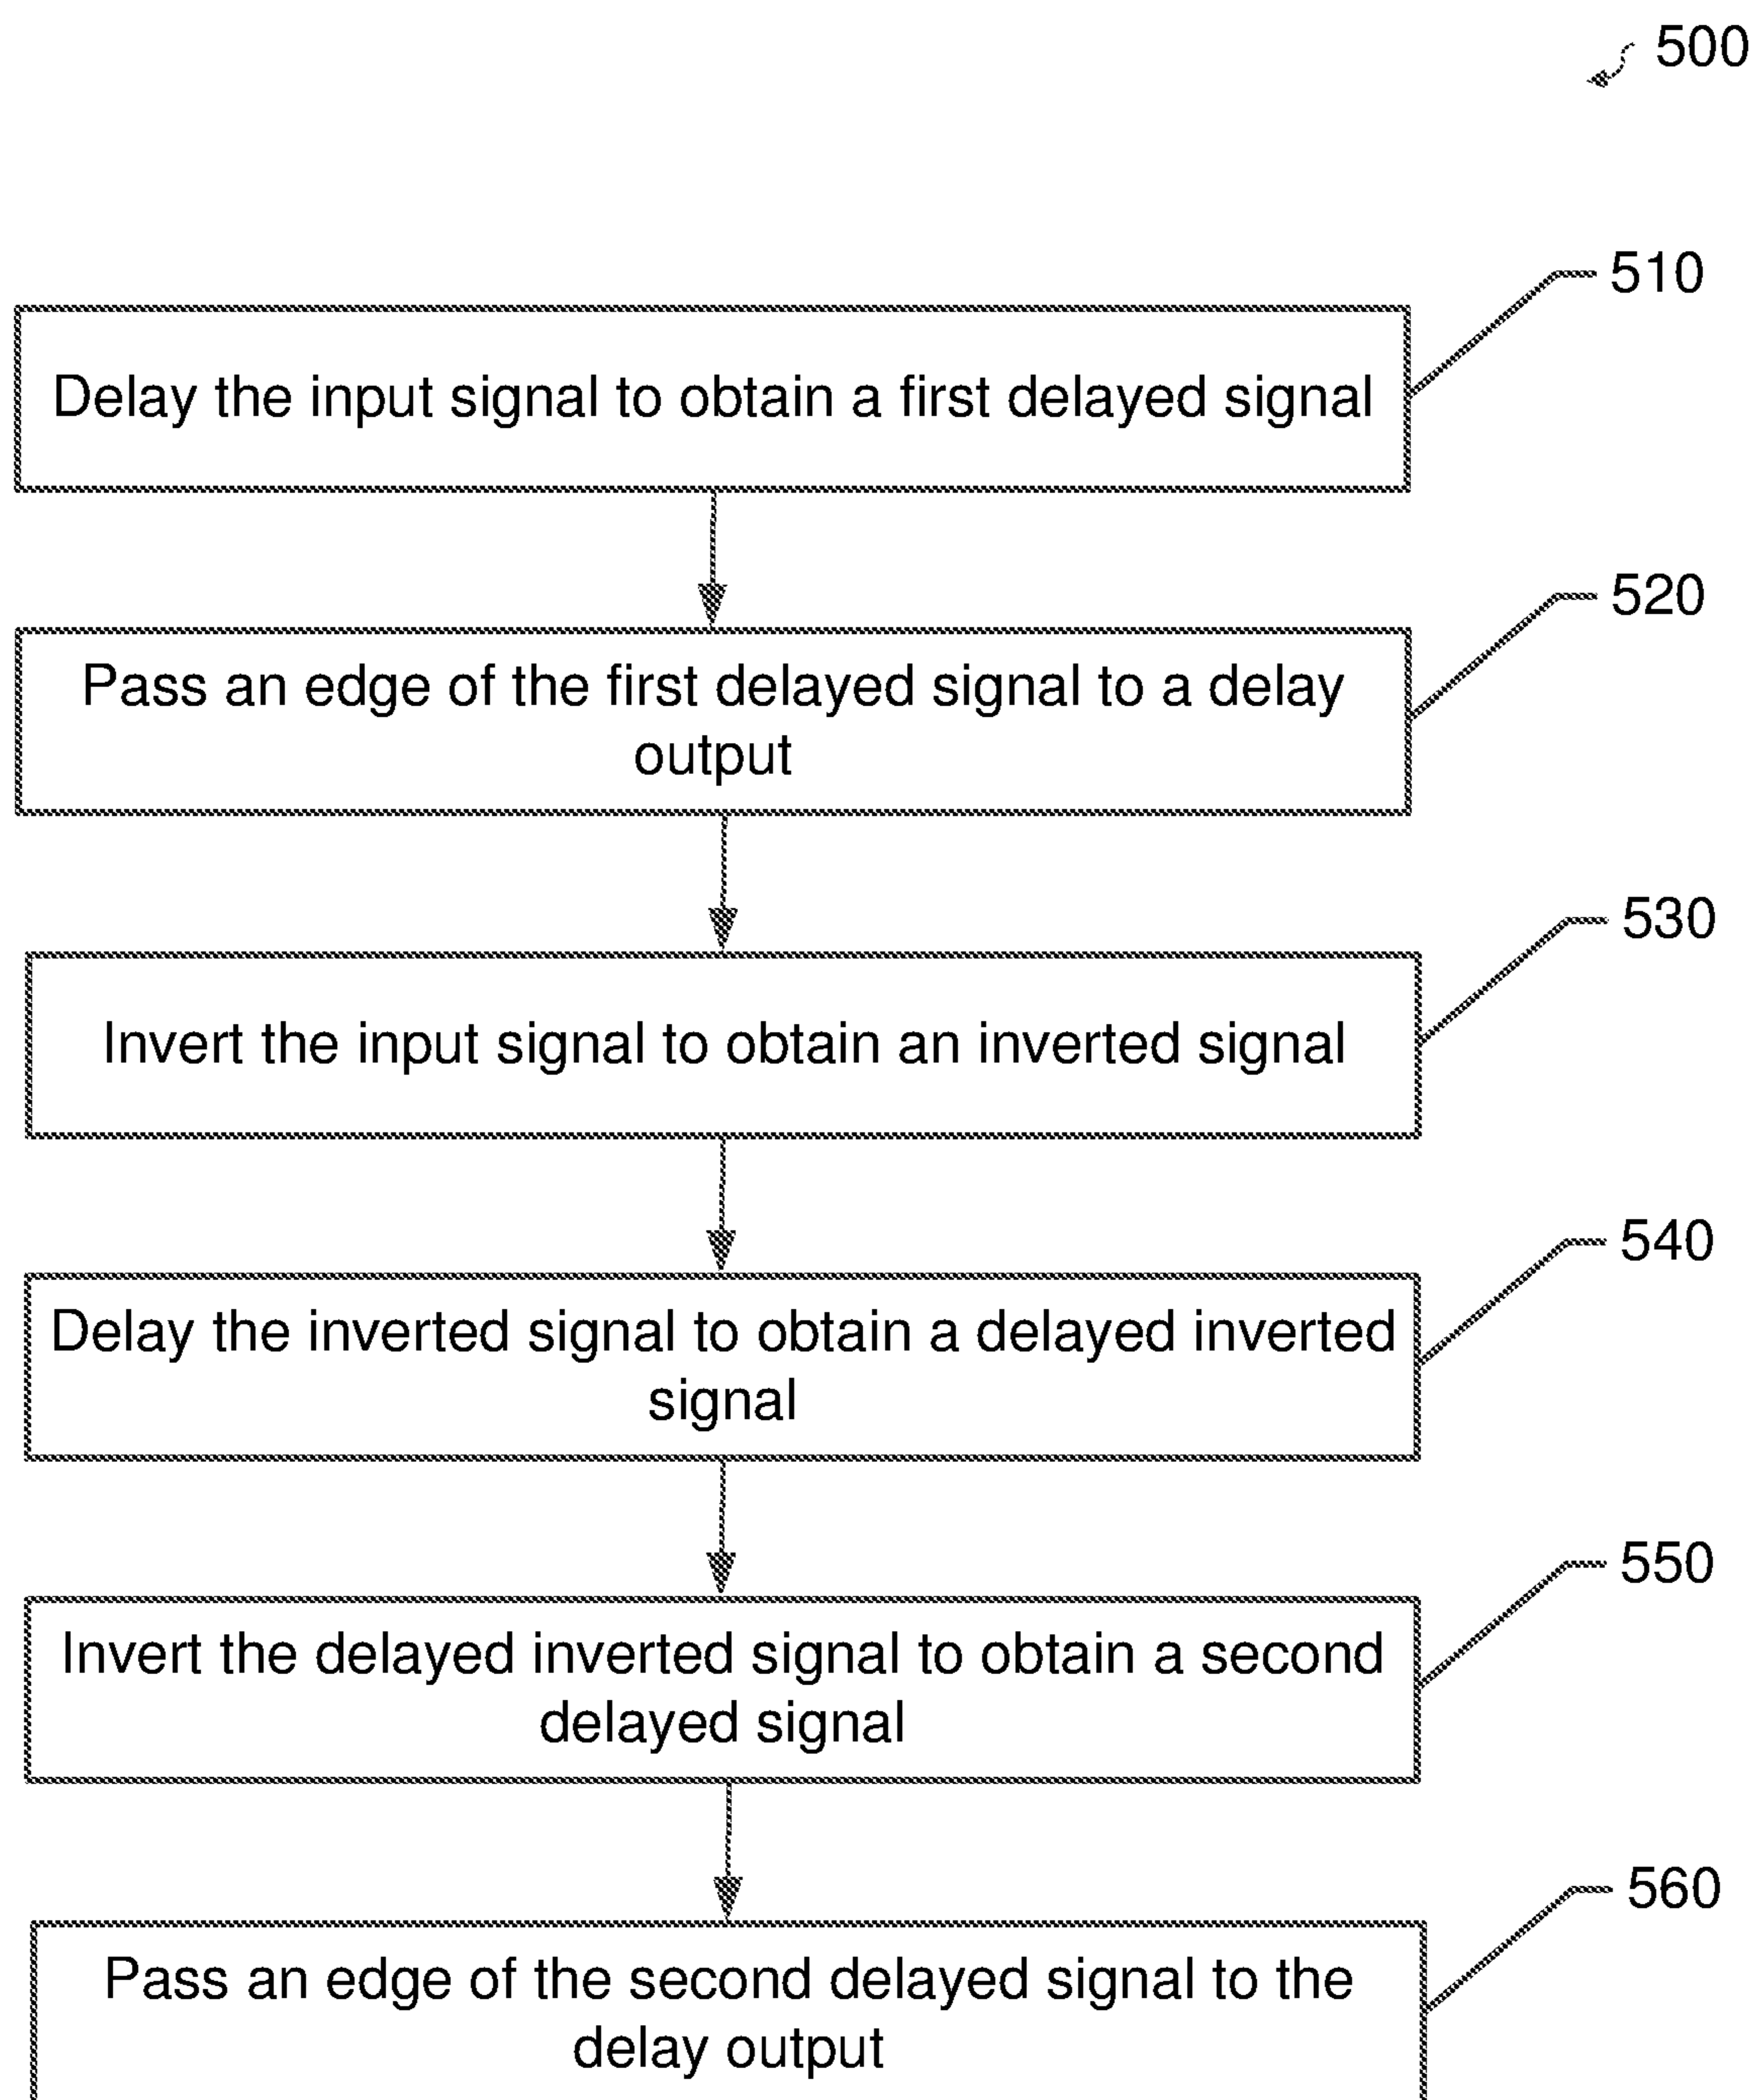 500
510
Delay the input signal to obtain a first delayed signal
520
Pass an edge of the first delayed signal to a delay
output
530
Invert the input signal to obtain an inverted signal
540
Delay the inverted signal to obtain a delayed inverted
signal
550
Invert the delayed inverted signal to obtain a second
delayed signal
560
Pass an edge of the second delayed signal to the
delay output